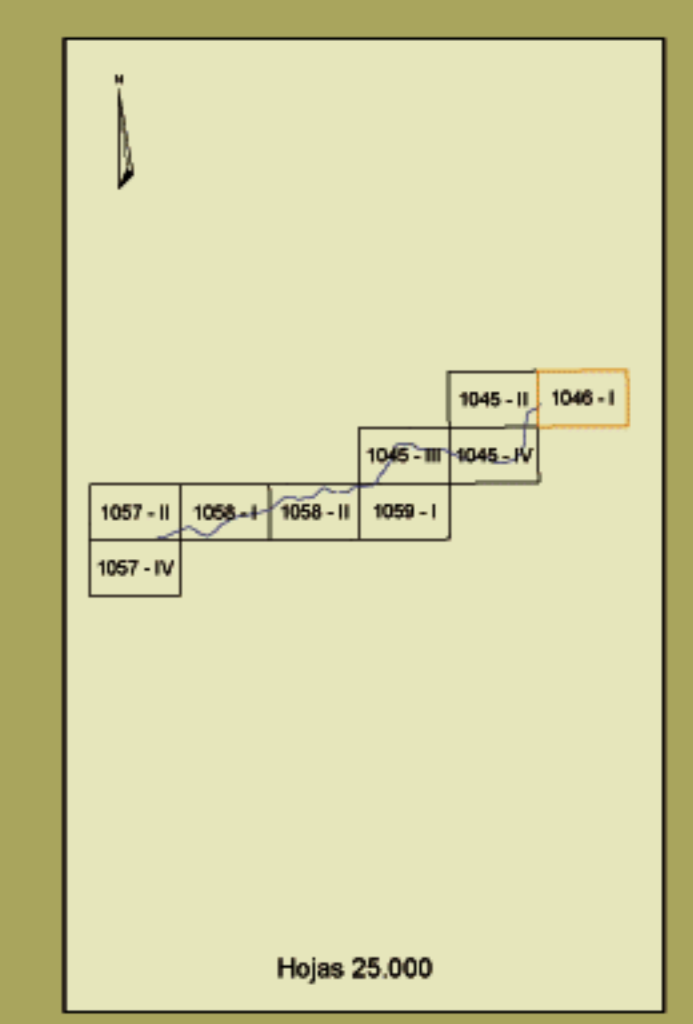 N
1045 - II 1046 - I
1045 - III 1045 - IV
1057 - II 1058 - I 1058 - II 1059 - I
1057 - IV
Hojas 25.000